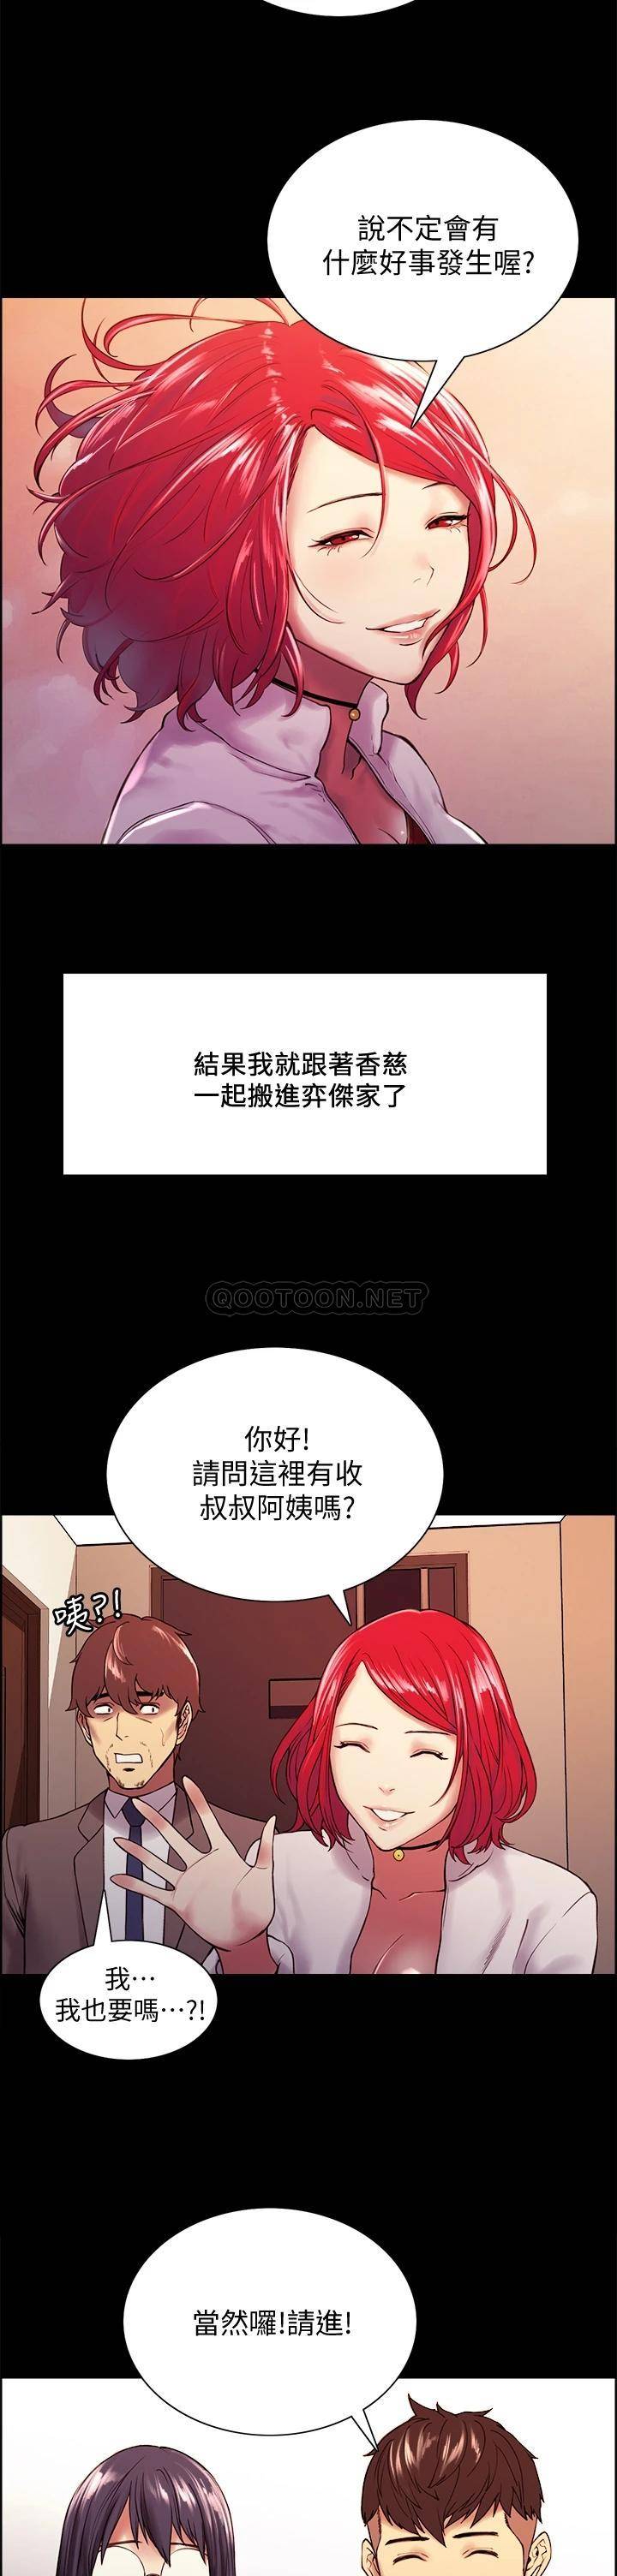 說不定會有
什麼好事發生喔?
結果我就跟著香慈
一起搬進弈傑家了
QOOTOON.NET
你好!
請問這裡有收
叔叔阿姨嗎?
咦?!
我⋯
我也要嗎⋯?!
當然囉!請進!